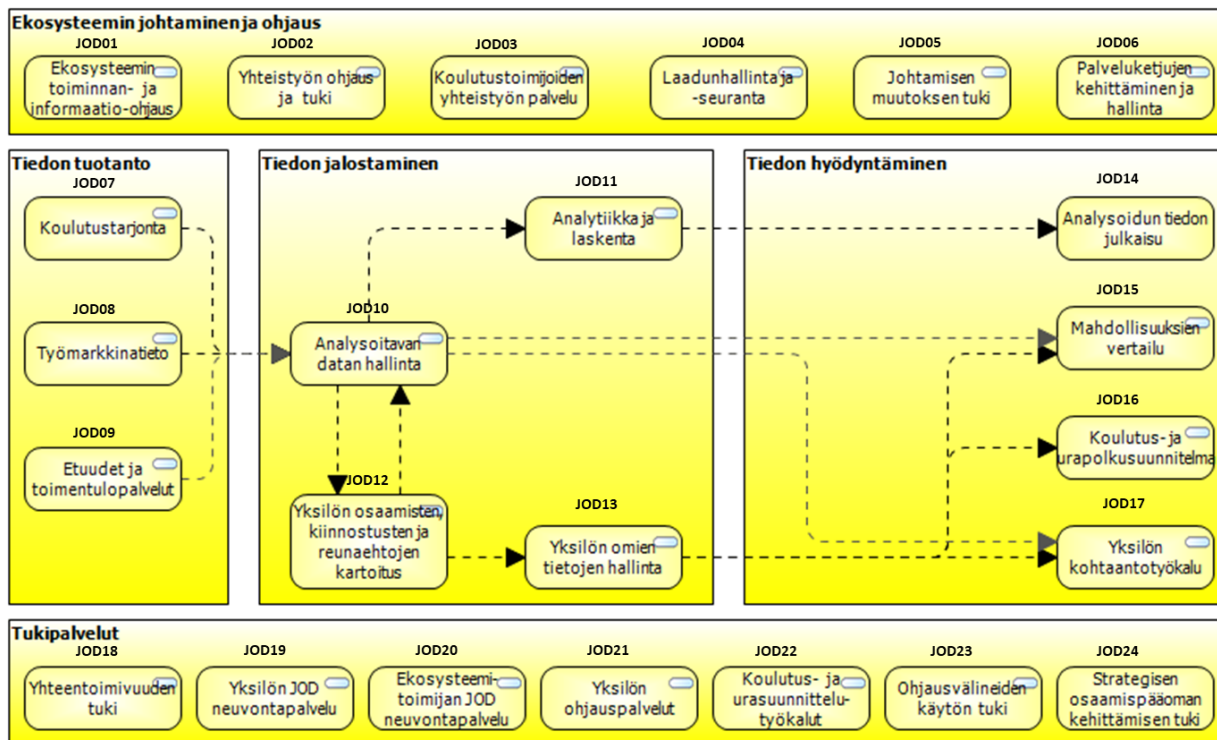 Ekosysteemin johtaminen ja ohjaus
JOD01
Ekosysteemin
toiminnan- ja
informaatio-ohjaus
JOD02
Yhteistyön ohjaus
ja tuki
JOD03
Koulutustoimijoiden
yhteistyön palvelu
JOD04
Laadunhallinta ja
-seuranta
JOD05
Johtamisen
muutoksen tuki
JOD06
Palveluketjujen
kehittäminen ja
hallinta
Tiedon tuotanto
JOD07
Koulutustarjonta
JOD08
Työmarkkinatieto
JOD09
Etuudet ja
toimentulopalvelut
Tiedon jalostaminen
JOD11
Analytiikka ja
laskenta
JOD10
Analysoitavan
datan hallinta
JOD12
Yksilön osaamisten,
kiinnostusten ja
reunaehtojen
kartoitus
JOD13
Yksilön omien
tietojen hallinta
Tiedon hyödyntäminen
JOD14
Analysoidun tiedon
julkaisu
JOD15
Mahdollisuuksien
vertailu
JOD16
Koulutus- ja
urapolkusuunnitelma
JOD17
Yksilön
kohtaantotyökalu
Tukipalvelut
JOD18
Yhteentoimivuuden
tuki
JOD19
Yksilön JOD
neuvontapalvelu
JOD20
Ekosysteemi-
toimijan JOD
neuvontapalvelu
JOD21
Yksilön
ohjauspalvelut
JOD22
Koulutus- ja
urasuunnittelu-
työkalut
JOD23
Ohjausvälineiden
käytön tuki
JOD24
Strategisen
osaamispääoman
kehittämisen tuki